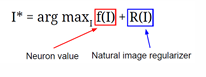 I* = arg max_I f(I) + R(I)
Neuron value
Natural image regularizer